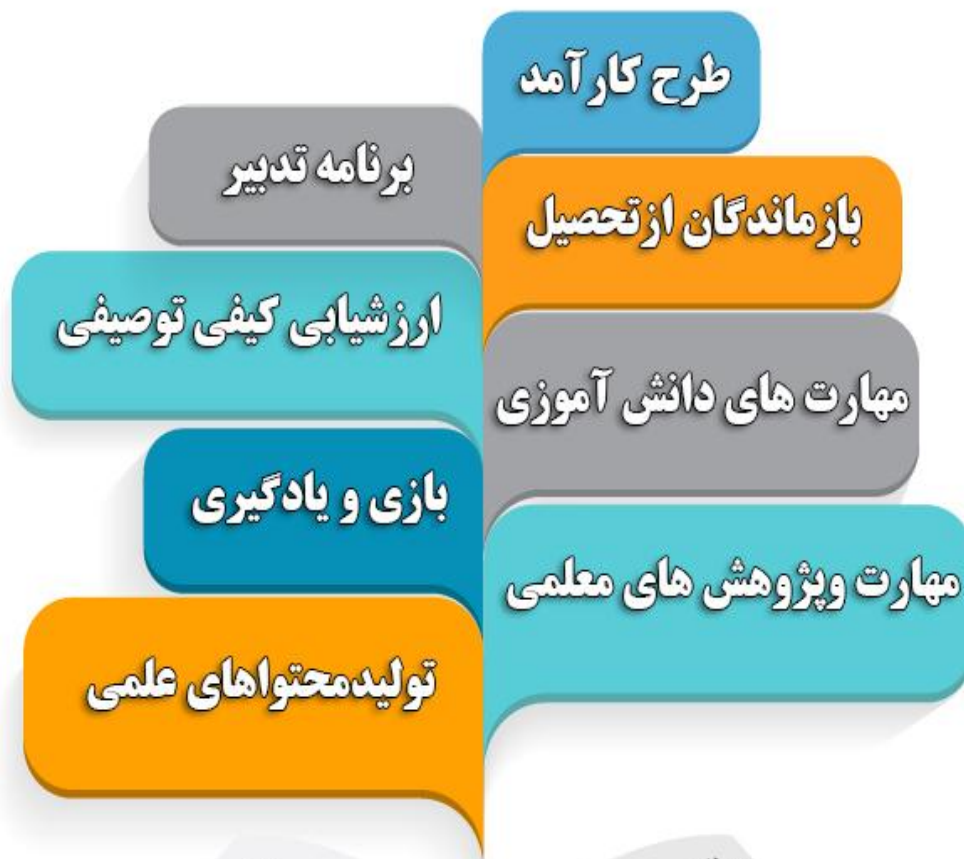 طرح کارآمد
برنامه تدبیر
بازماندگان ازتحصیل
ارزشیابی کیفی توصیفی
مهارت های دانش آموزی
بازی و یادگیری
مهارت وپژوهش های معلمی
تولیدمحتواهای علمی